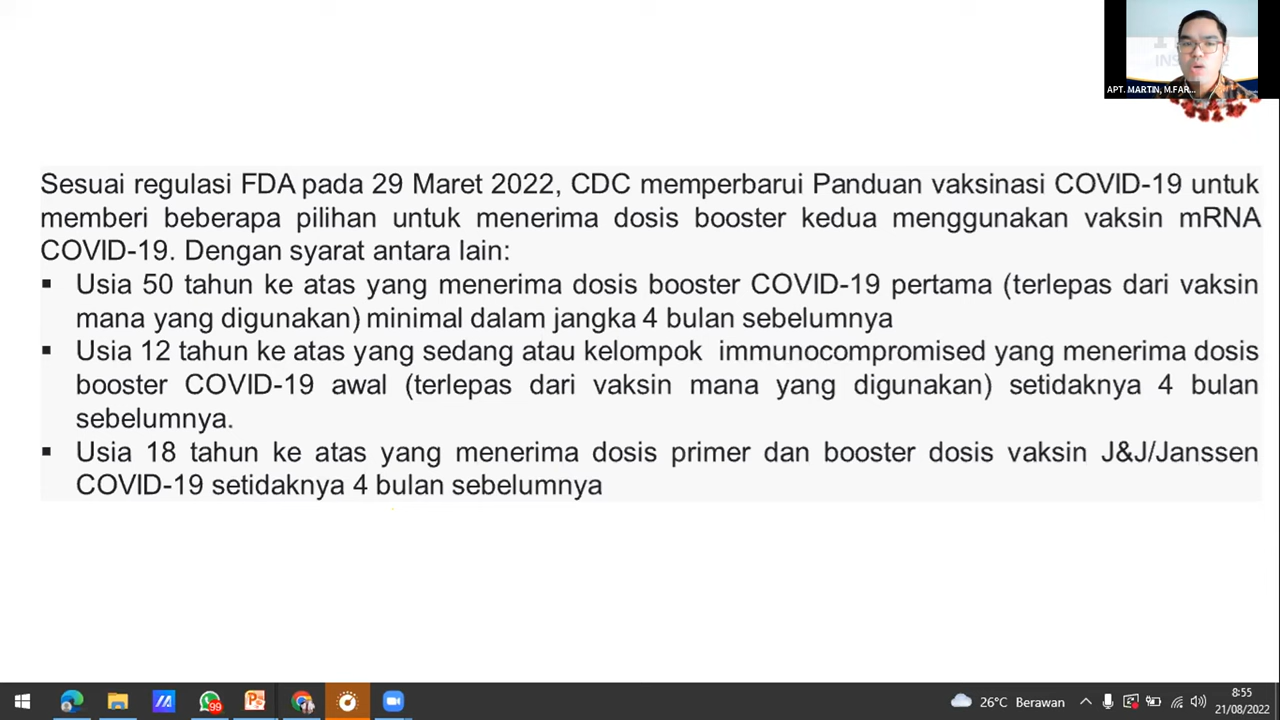 APT. MARTIN, M.FAR...
Sesuai regulasi FDA pada 29 Maret 2022, CDC memperbarui Panduan vaksinasi COVID-19 untuk
memberi beberapa pilihan untuk menerima dosis booster kedua menggunakan vaksin mRNA
COVID-19. Dengan syarat antara lain:
▪ Usia 50 tahun ke atas yang menerima dosis booster COVID-19 pertama (terlepas dari vaksin
mana yang digunakan) minimal dalam jangka 4 bulan sebelumnya
▪ Usia 12 tahun ke atas yang sedang atau kelompok immunocompromised yang menerima dosis
booster COVID-19 awal (terlepas dari vaksin mana yang digunakan) setidaknya 4 bulan
sebelumnya.
▪ Usia 18 tahun ke atas yang menerima dosis primer dan booster dosis vaksin J&J/Janssen
COVID-19 setidaknya 4 bulan sebelumnya
99
26°C Berawan
8:55
21/08/2022